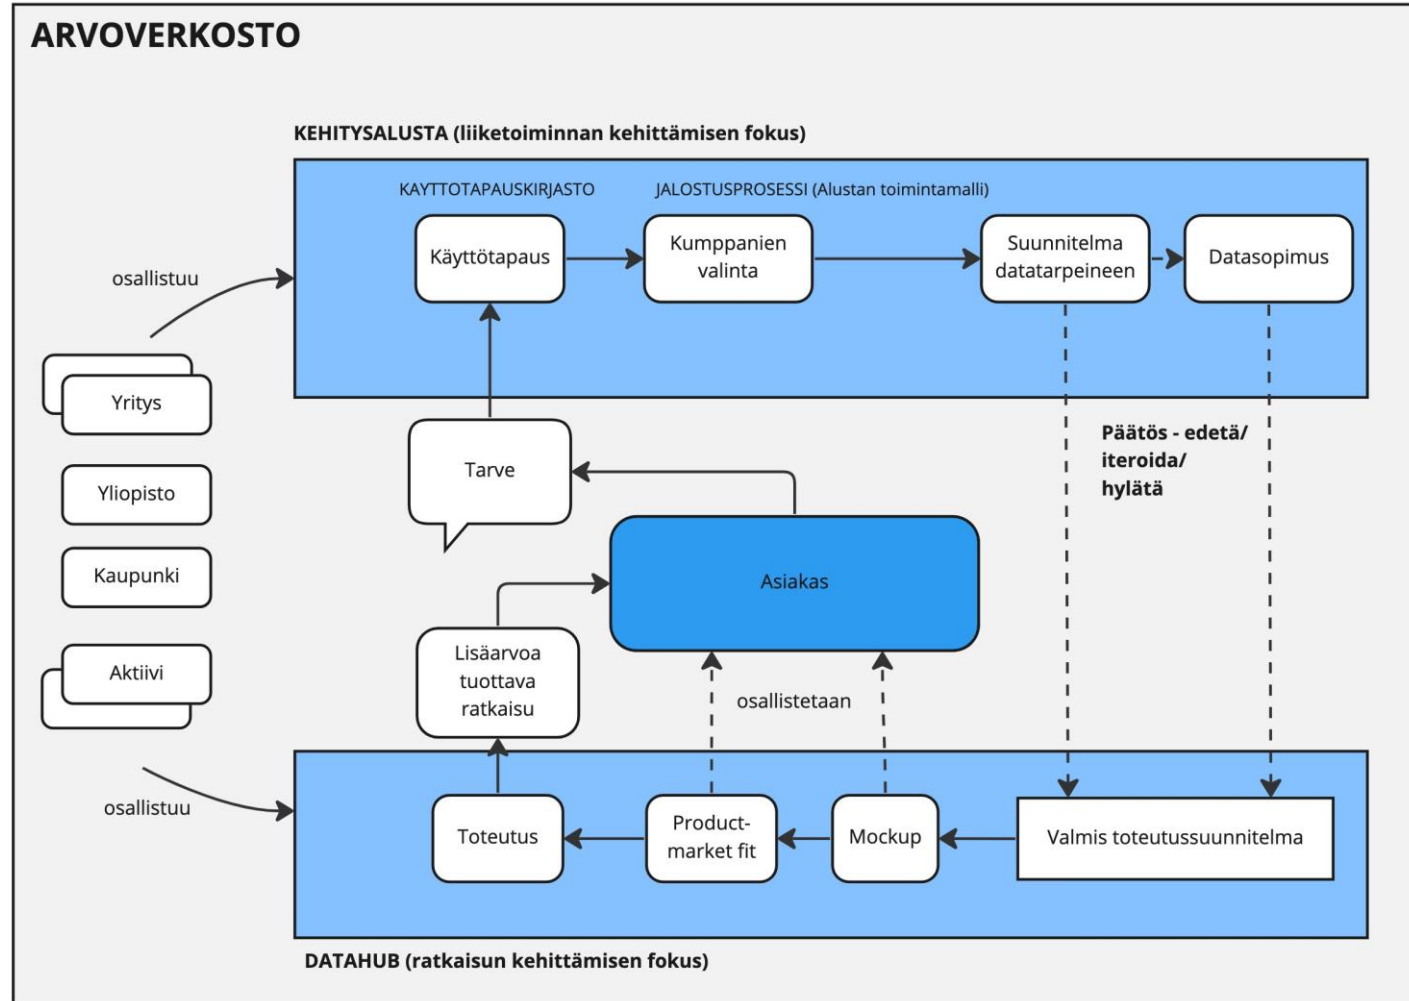 ARVOVERKOSTO
KEHITYSALUSTA (liiketoiminnan kehittämisen fokus)
KAYTTOTAPAUSKIRJASTO
JALOSTUSPROSESSI (Alustan toimintamalli)
Käyttötapaus
Kumppanien
valinta
Suunnitelma
datatarpeineen
Datasopimus
osallistuu
Yritys
Yliopisto
Kaupunki
Aktiivi
osallistuu
Tarve
Päätös - edetä/
iteroida/
hylätä
Asiakas
Lisäarvoa
tuottava
ratkaisu
osallistetaan
Toteutus
Product-
market fit
Mockup
Valmis toteutussuunnitelma
DATAHUB (ratkaisun kehittämisen fokus)